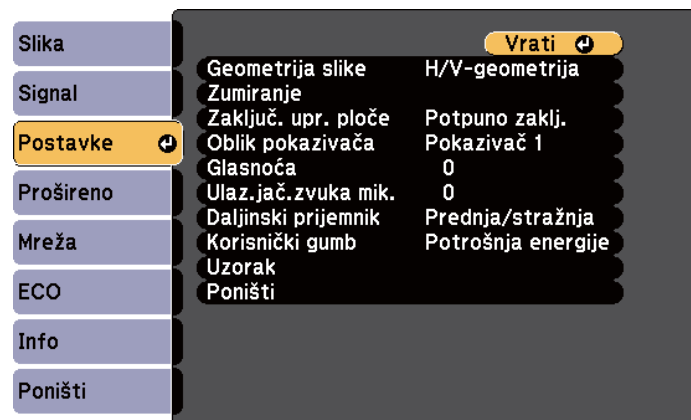 Slika
Signal
Postavke
Prošireno
Mreža
ECO
Info
Poništi
Vrati
Geometrija slike H/V-geometrija
Zumiranje
Zaključ. upr. ploče Potpuno zaklj.
Oblik pokazivača Pokazivač 1
Glasnoća 0
Ulaz.jač.zvuka mik. 0
Daljinski prijemnik Prednja/stražnja
Korisnički gumb Potrošnja energije
Uzorak
Poništi